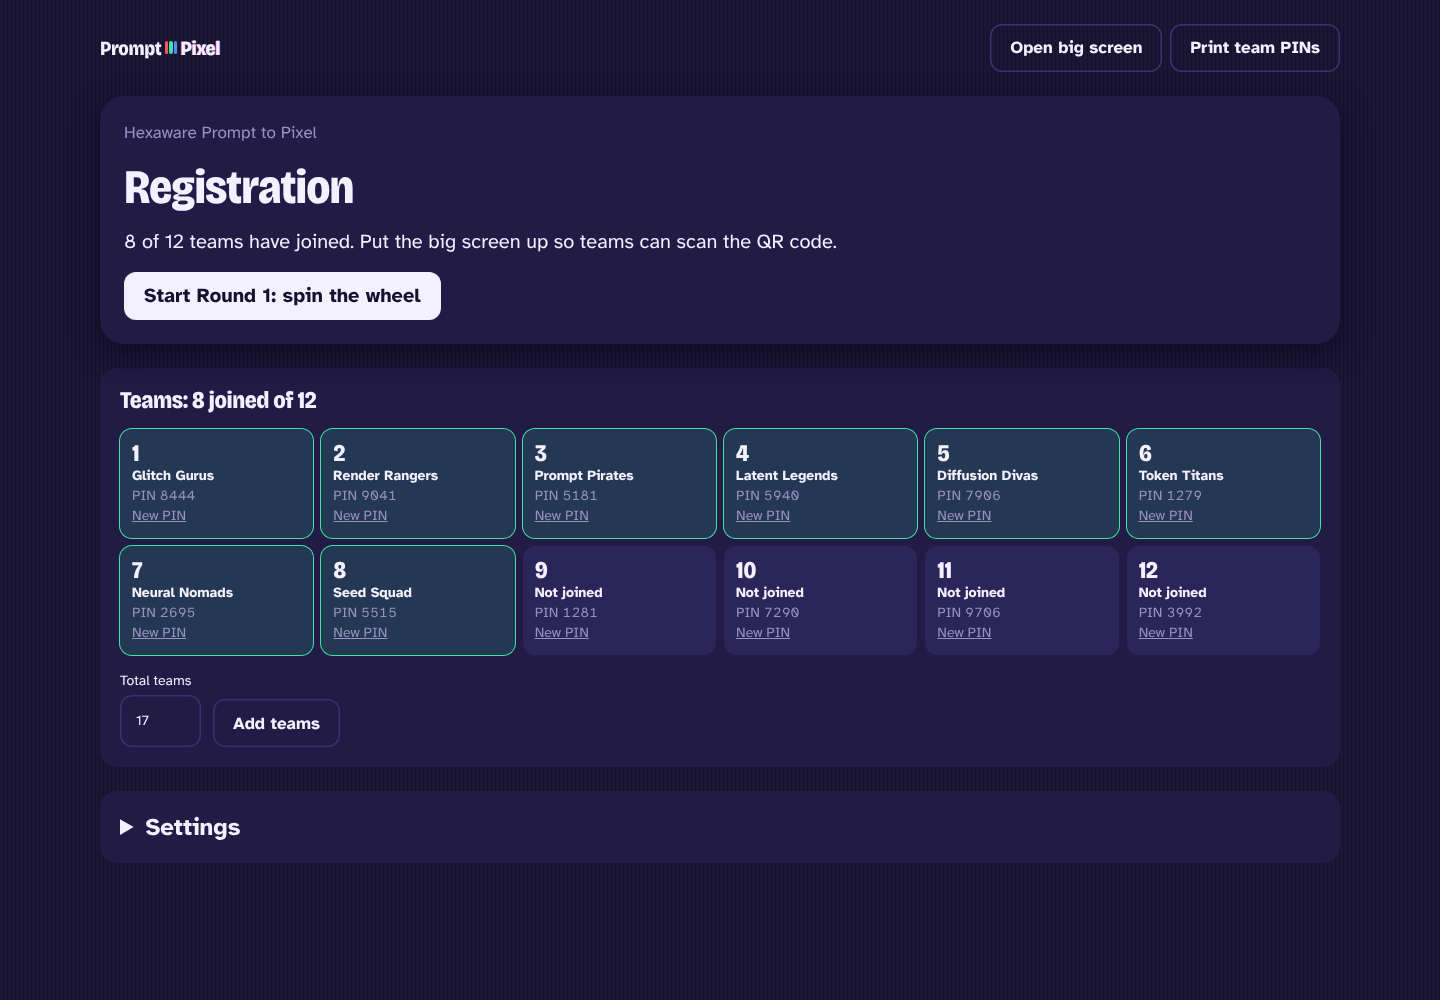 Prompt Pixel
Open big screen
Print team PINs
Hexaware Prompt to Pixel
Registration
8 of 12 teams have joined. Put the big screen up so teams can scan the QR code.
Start Round 1: spin the wheel
Teams: 8 joined of 12
1
Glitch Gurus
PIN 8444
New PIN
2
Render Rangers
PIN 9041
New PIN
3
Prompt Pirates
PIN 5181
New PIN
4
Latent Legends
PIN 5940
New PIN
5
Diffusion Divas
PIN 7906
New PIN
6
Token Titans
PIN 1279
New PIN
7
Neural Nomads
PIN 2695
New PIN
8
Seed Squad
PIN 5515
New PIN
9
Not joined
PIN 1281
New PIN
10
Not joined
PIN 7290
New PIN
11
Not joined
PIN 9706
New PIN
12
Not joined
PIN 3992
New PIN
Total teams
17
Add teams
Settings